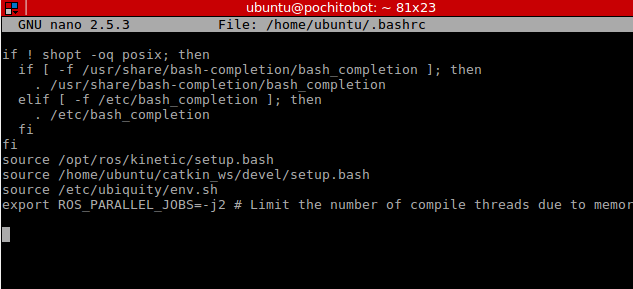 ubuntu@pochitobot: ~ 81x23
GNU nano 2.5.3 File: /home/ubuntu/.bashrc
if ! shopt -oq posix; then
  if [ -f /usr/share/bash-completion/bash_completion ]; then
    . /usr/share/bash-completion/bash_completion
  elif [ -f /etc/bash_completion ]; then
    . /etc/bash_completion
  fi
fi
source /opt/ros/kinetic/setup.bash
source /home/ubuntu/catkin_ws/devel/setup.bash
source /etc/ubiquity/env.sh
export ROS_PARALLEL_JOBS=-j2 # Limit the number of compile threads due to memor